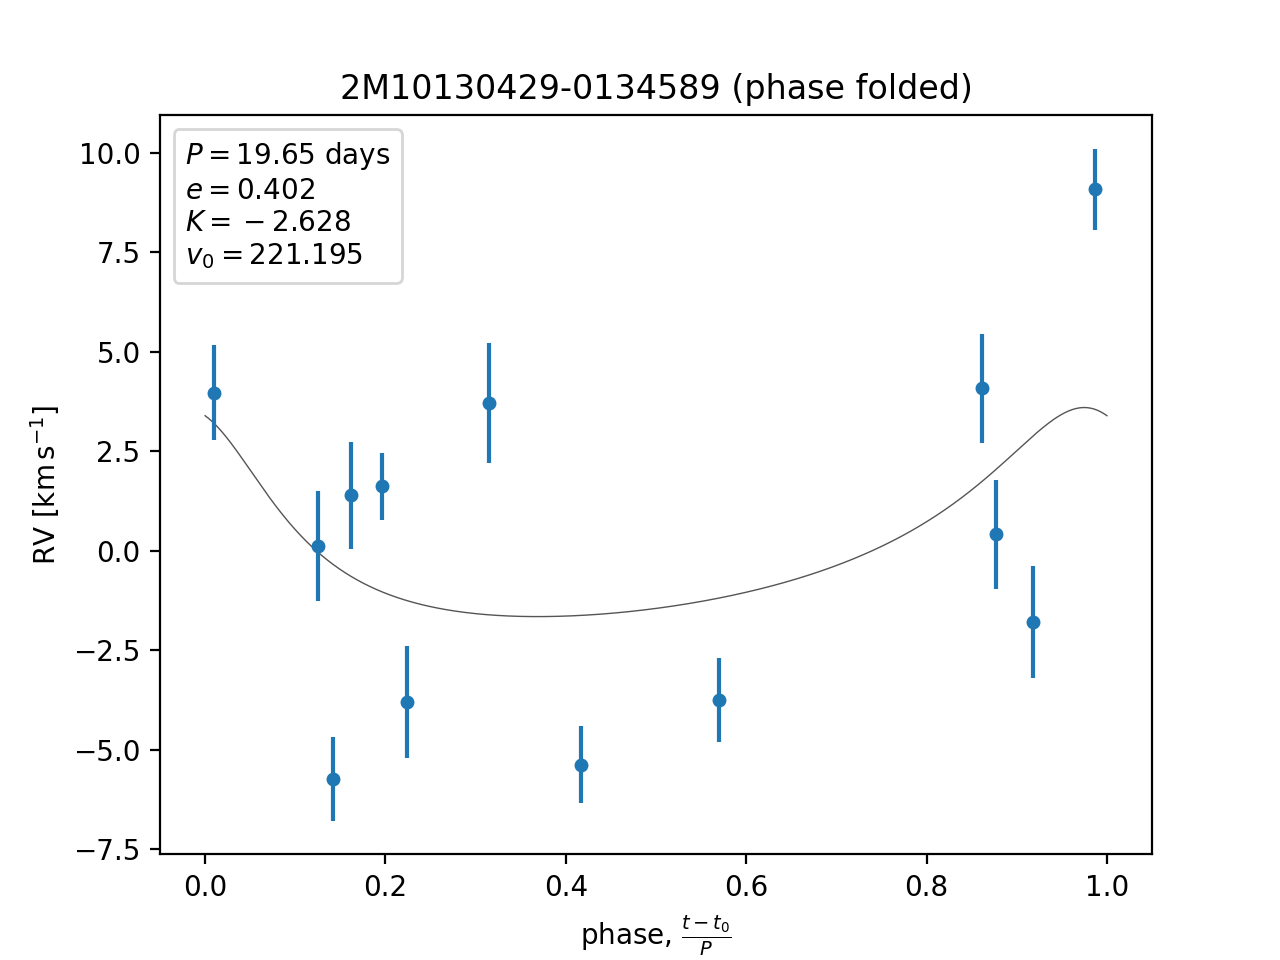 2M10130429-0134589 (phase folded)
P = 19.65 days
e = 0.402
K = −2.628
v₀ = 221.195
10.0
7.5
5.0
2.5
0.0
−2.5
−5.0
−7.5
RV [km s⁻¹]
0.0 0.2 0.4 0.6 0.8 1.0
phase, (t − t₀)/P